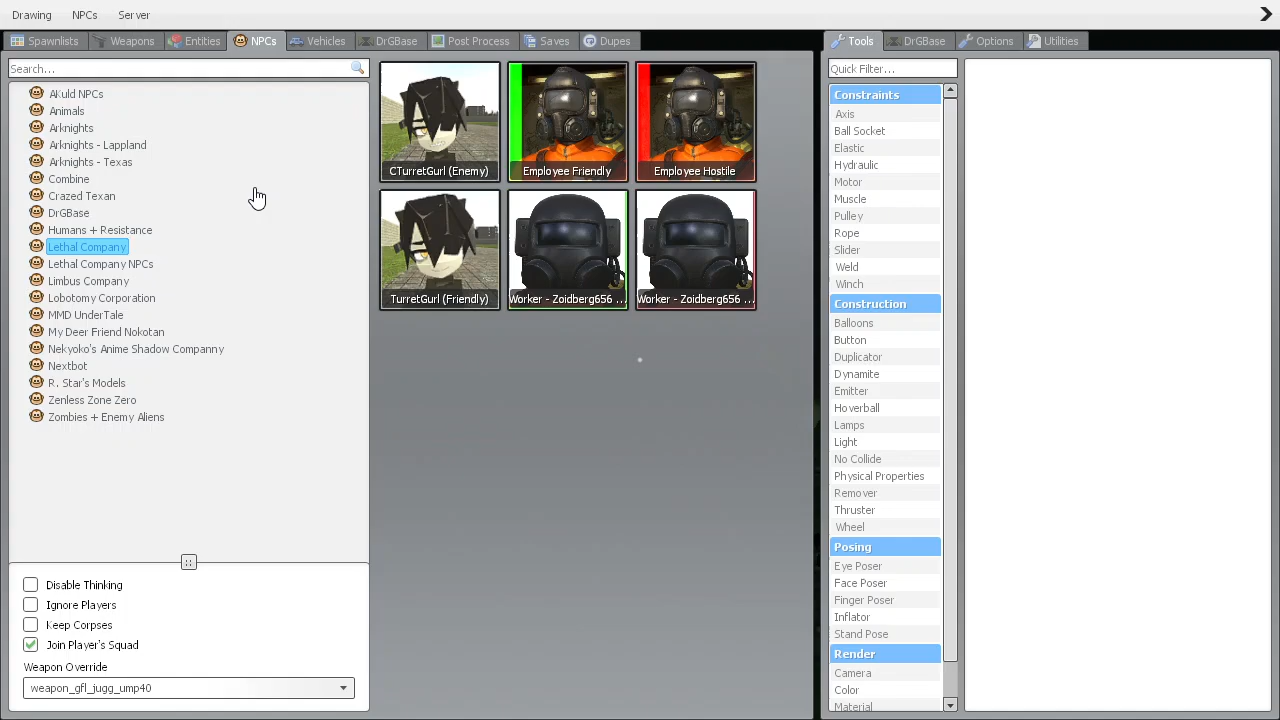 Drawing NPCs Server
Spawnlists Weapons Entities NPCs Vehicles DrGBase Post Process Saves Dupes
Search...
AKuld NPCs
Animals
Arknights
Arknights - Lappland
Arknights - Texas
Combine
Crazed Texan
DrGBase
Humans + Resistance
Lethal Company
Lethal Company NPCs
Limbus Company
Lobotomy Corporation
MMD UnderTale
My Deer Friend Nokotan
Nekyoko's Anime Shadow Companny
Nextbot
R. Star's Models
Zenless Zone Zero
Zombies + Enemy Aliens
Disable Thinking
Ignore Players
Keep Corpses
Join Player's Squad
Weapon Override
weapon_gfl_jugg_ump40
CTurretGurl (Enemy)
Employee Friendly
Employee Hostile
TurretGurl (Friendly)
Worker - Zoidberg656 ...
Worker - Zoidberg656 ...
Tools DrGBase Options Utilities
Quick Filter...
Constraints
Axis
Ball Socket
Elastic
Hydraulic
Motor
Muscle
Pulley
Rope
Slider
Weld
Winch
Construction
Balloons
Button
Duplicator
Dynamite
Emitter
Hoverball
Lamps
Light
No Collide
Physical Properties
Remover
Thruster
Wheel
Posing
Eye Poser
Face Poser
Finger Poser
Inflator
Stand Pose
Render
Camera
Color
Material